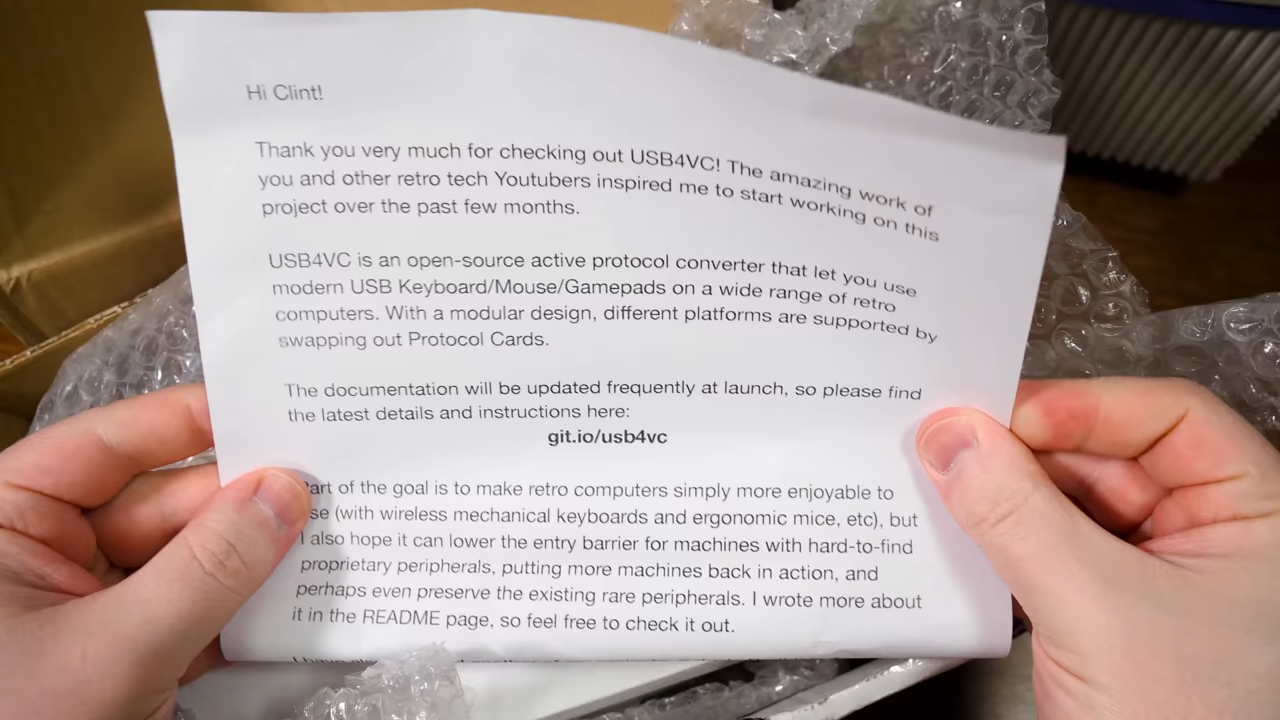 Hi Clint!
Thank you very much for checking out USB4VC! The amazing work of
you and other retro tech Youtubers inspired me to start working on this
project over the past few months.
USB4VC is an open-source active protocol converter that let you use
modern USB Keyboard/Mouse/Gamepads on a wide range of retro
computers. With a modular design, different platforms are supported by
swapping out Protocol Cards.
The documentation will be updated frequently at launch, so please find
the latest details and instructions here:
git.io/usb4vc
art of the goal is to make retro computers simply more enjoyable to
se (with wireless mechanical keyboards and ergonomic mice, etc), but
I also hope it can lower the entry barrier for machines with hard-to-find
proprietary peripherals, putting more machines back in action, and
perhaps even preserve the existing rare peripherals. I wrote more about
it in the README page, so feel free to check it out.